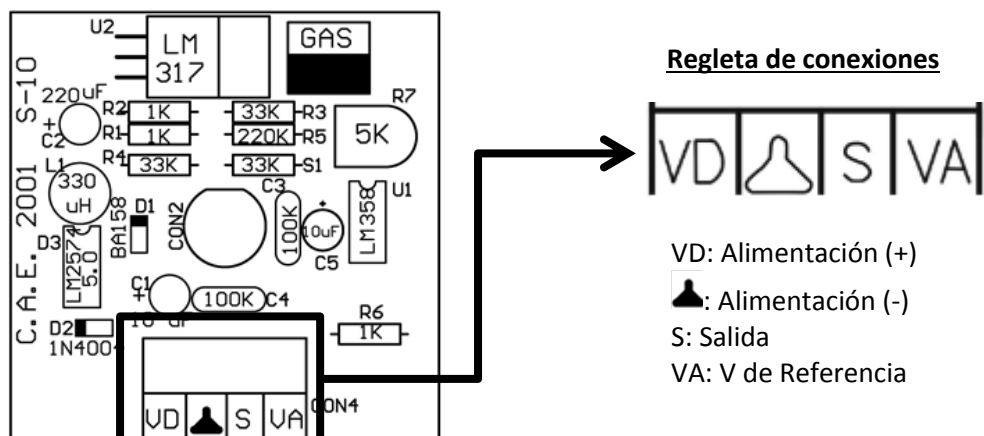 U2
LM
317
GAS
S-10
220uF
+
C2
R2
1K
33K
R3
R7
R1
1K
220K
R5
5K
R4
33K
33K
S1
L1
330
uH
C3
U1
D1
BA158
CON2
100K
+
10uF
LM358
C5
D3
LM2574
5.0
C.A.E. 2001
C1
+
100K
C4
R6
1K
D2
1N4004
CON4
VD
S
VA
Regleta de conexiones
VD
S
VA
VD: Alimentación (+)
: Alimentación (-)
S: Salida
VA: V de Referencia